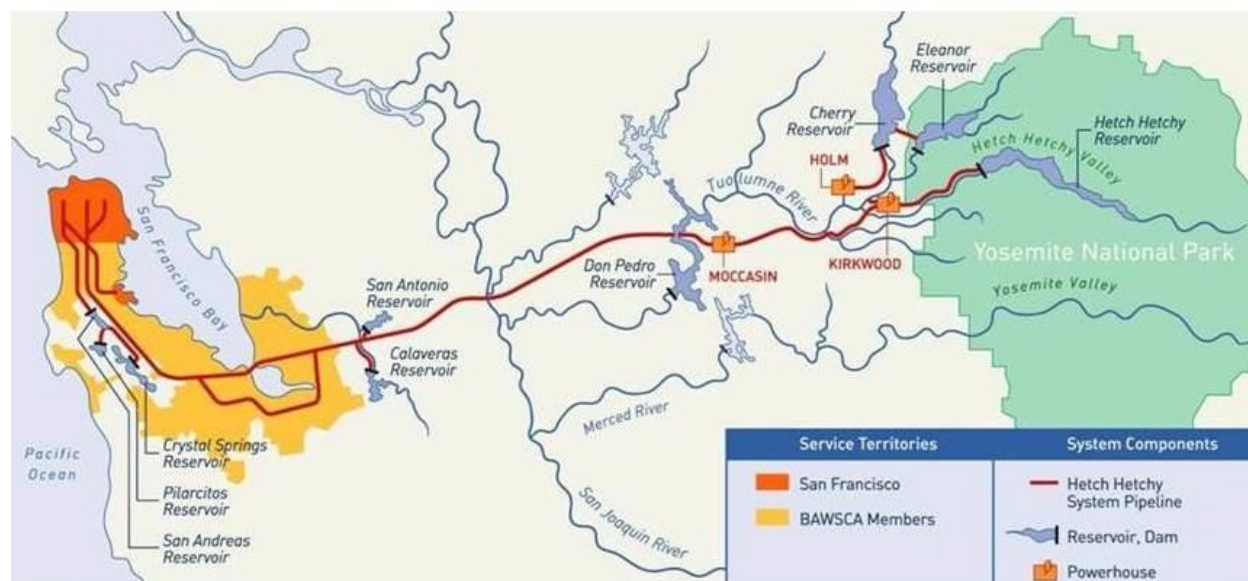 Eleanor
Reservoir
Cherry
Reservoir
Hetch Hetchy
Reservoir
Hetch Hetchy Valley
HOLM
Tuolumne River
San Francisco Bay
Don Pedro
Reservoir
MOCCASIN
KIRKWOOD
Yosemite National Park
San Antonio
Reservoir
Yosemite Valley
Calaveras
Reservoir
Merced River
Pacific
Ocean
Crystal Springs
Reservoir
Pilarcitos
Reservoir
San Andreas
Reservoir
San Joaquin River
Service Territories
San Francisco
BAWSCA Members
System Components
Hetch Hetchy
System Pipeline
Reservoir, Dam
Powerhouse